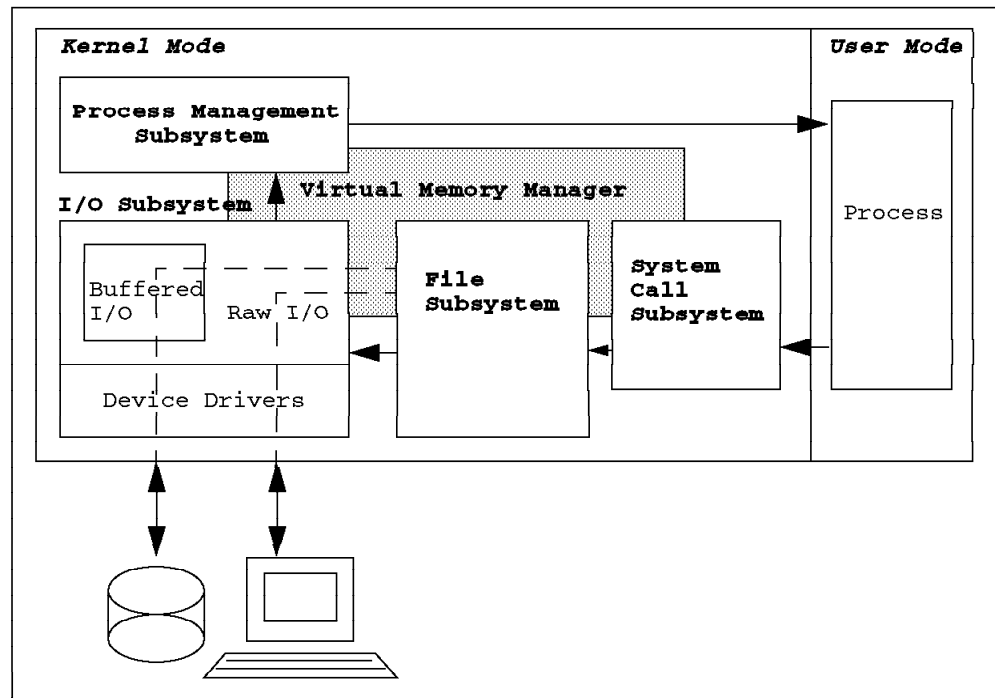 Kernel Mode
User Mode
Process Management
Subsystem
Virtual Memory Manager
I/O Subsystem
Process
Buffered
I/O
Raw I/O
File
Subsystem
System
Call
Subsystem
Device Drivers